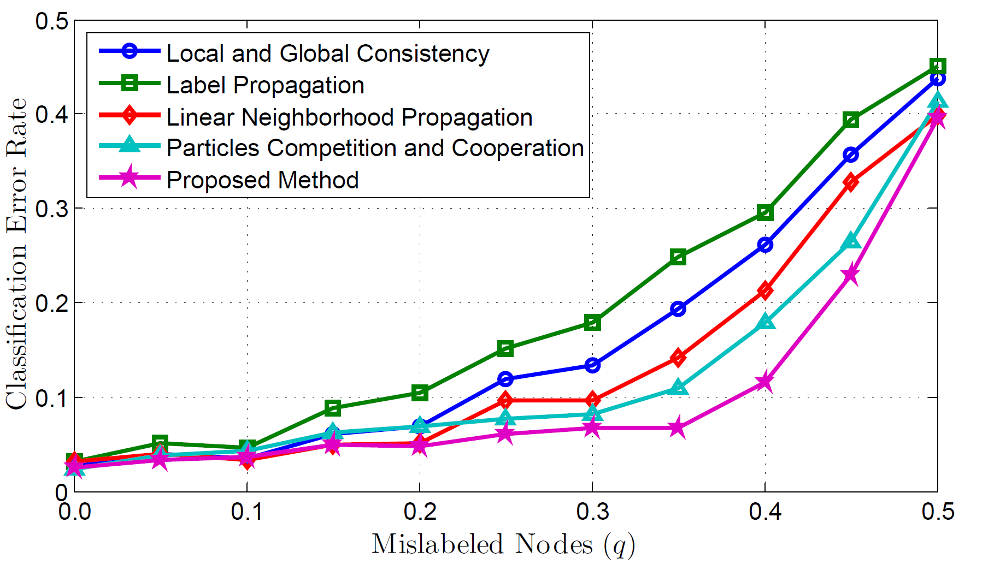 0.5
0.4
0.3
0.2
0.1
0
Classification Error Rate
Local and Global Consistency
Label Propagation
Linear Neighborhood Propagation
Particles Competition and Cooperation
Proposed Method
0.0 0.1 0.2 0.3 0.4 0.5
Mislabeled Nodes (q)